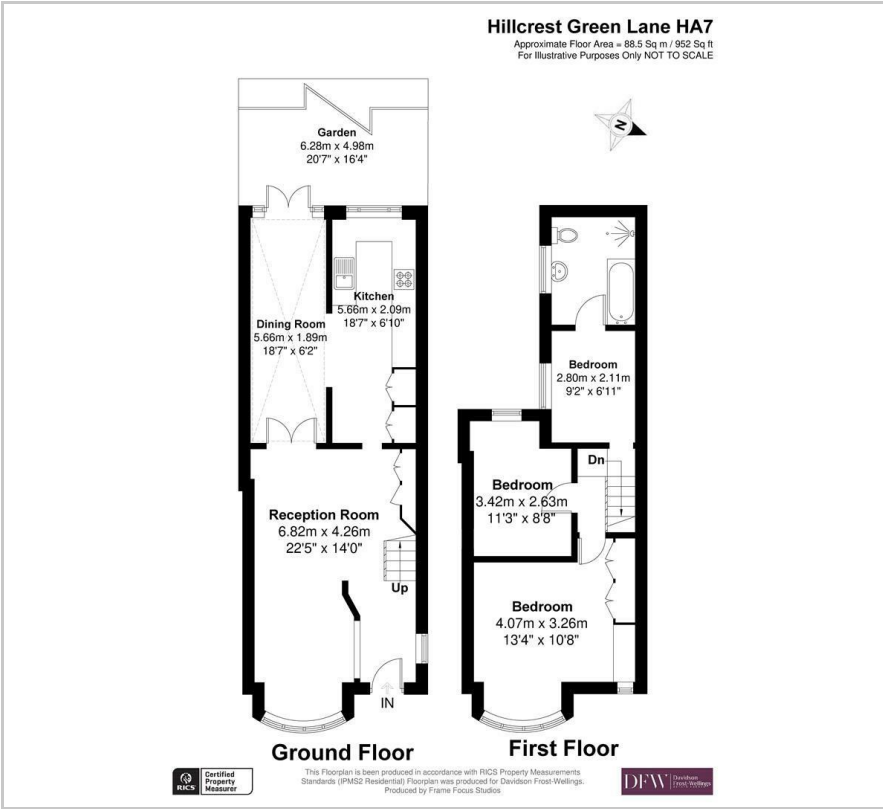 Hillcrest Green Lane HA7
Approximate Floor Area = 88.5 Sq m / 952 Sq ft
For Illustrative Purposes Only NOT TO SCALE
N
Garden
6.28m x 4.98m
20'7" x 16'4"
Kitchen
5.66m x 2.09m
18'7" x 6'10"
Dining Room
5.66m x 1.89m
18'7" x 6'2"
Reception Room
6.82m x 4.26m
22'5" x 14'0"
Up
IN
Ground Floor
Bedroom
2.80m x 2.11m
9'2" x 6'11"
Dn
Bedroom
3.42m x 2.63m
11'3" x 8'8"
Bedroom
4.07m x 3.26m
13'4" x 10'8"
First Floor
RICS
Certified
Property
Measurer
This Floorplan is been produced in accordance with RICS Property Measurements
Standards (IPMS2 Residential) Floorplan was produced for Davidson Frost-Wellings.
Produced by Frame Focus Studios
DFW
Davidson
Frost-Wellings